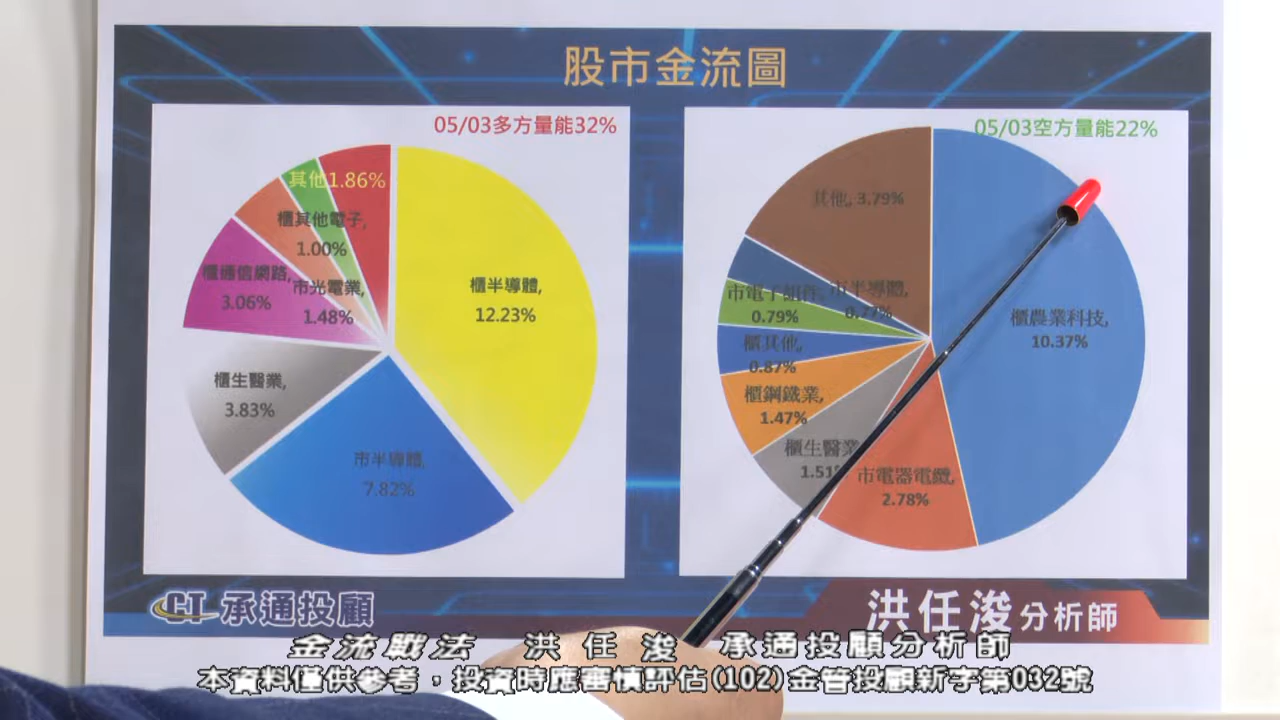 股市金流圖
05/03多方量能32%
其他1.86%
櫃其他電子,
1.00%
櫃通信網路,
3.06%
市光電業,
1.48%
櫃半導體,
12.23%
櫃生醫業,
3.83%
市半導體,
7.82%
05/03空方量能22%
其他, 3.79%
市電子組件,
0.79%
市半導體,
0.77%
櫃農業科技,
10.37%
櫃其他,
0.87%
櫃鋼鐵業,
1.47%
櫃生醫業
1.51
市電器電纜,
2.78%
CT 承通投顧
洪任浚分析師
金流戰法 洪任浚 承通投顧分析師
本資料僅供參考，投資時應審慎評估(102)金管投顧新字第032號